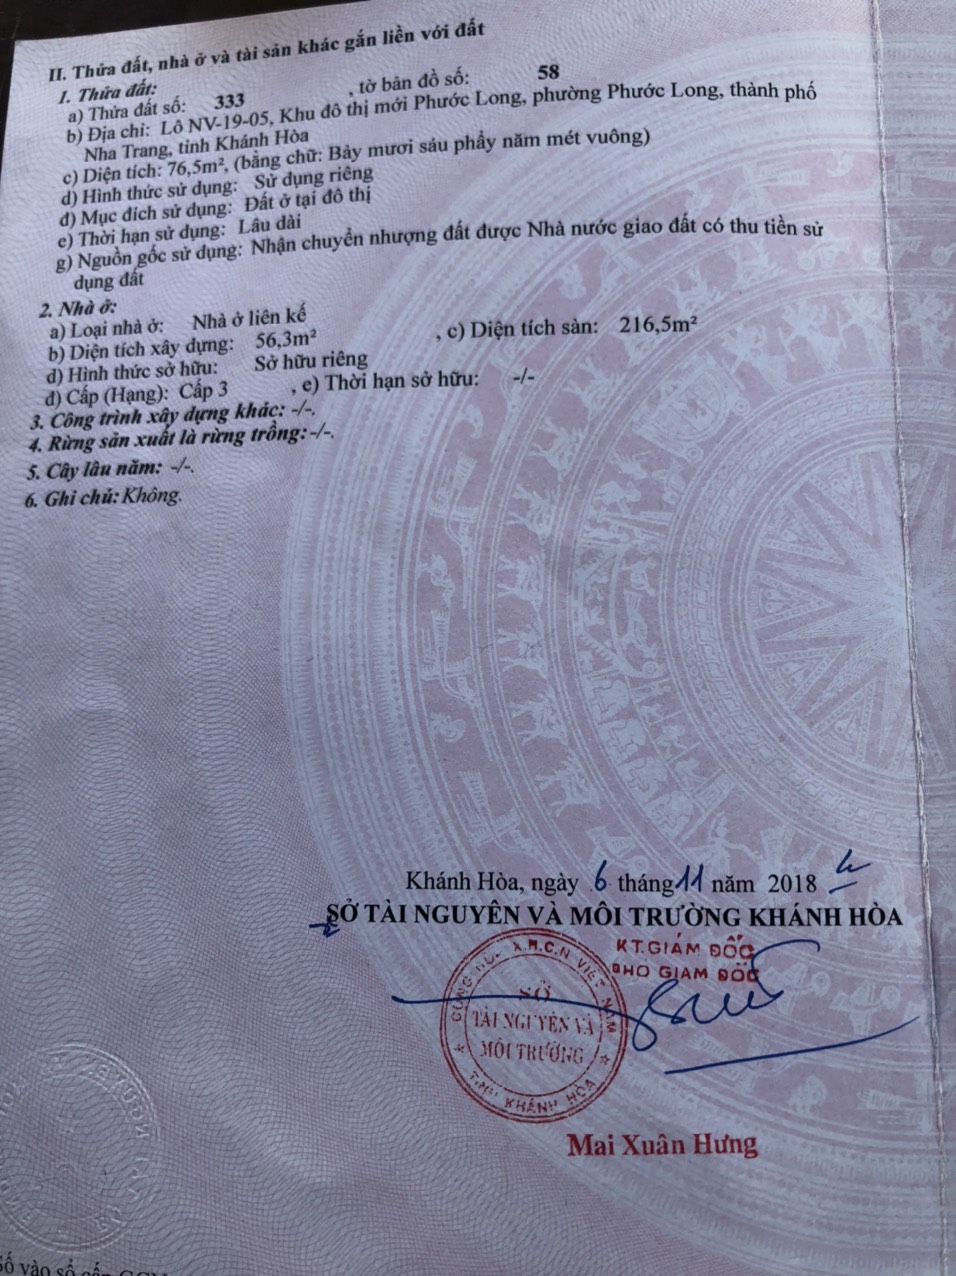 II. Thửa đất, nhà ở và tài sản khác gắn liền với đất
1. Thửa đất:
a) Thửa đất số: 333 , tờ bản đồ số: 58
b) Địa chỉ: Lô NV-19-05, Khu đô thị mới Phước Long, phường Phước Long, thành phố
Nha Trang, tỉnh Khánh Hòa
c) Diện tích: 76,5m², (bằng chữ: Bảy mươi sáu phẩy năm mét vuông)
d) Hình thức sử dụng: Sử dụng riêng
đ) Mục đích sử dụng: Đất ở tại đô thị
e) Thời hạn sử dụng: Lâu dài
g) Nguồn gốc sử dụng: Nhận chuyển nhượng đất được Nhà nước giao đất có thu tiền sử
dụng đất
2. Nhà ở:
a) Loại nhà ở: Nhà ở liên kế
b) Diện tích xây dựng: 56,3m² , c) Diện tích sàn: 216,5m²
d) Hình thức sở hữu: Sở hữu riêng
đ) Cấp (Hạng): Cấp 3 , e) Thời hạn sở hữu: -/-
3. Công trình xây dựng khác: -/-.
4. Rừng sản xuất là rừng trồng: -/-.
5. Cây lâu năm: -/-.
6. Ghi chú: Không.
Khánh Hòa, ngày 6 tháng 11 năm 2018
SỞ TÀI NGUYÊN VÀ MÔI TRƯỜNG KHÁNH HÒA
KT.GIÁM ĐỐC
PHÓ GIÁM ĐỐC
SỞ
TÀI NGUYÊN VÀ
MÔI TRƯỜNG
TỈNH KHÁNH HÒA
Mai Xuân Hưng
Số vào sổ cấp GCN